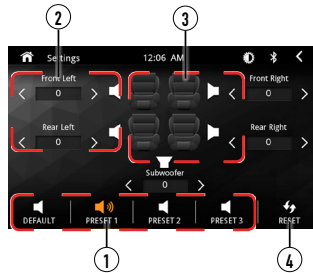 2
3
Settings 12:06 AM
Front Left Front Right
< 0 > < 0 >
Rear Left Rear Right
< 0 > < 0 >
Subwoofer
< 0 >
DEFAULT PRESET 1 PRESET 2 PRESET 3 RESET
1
4